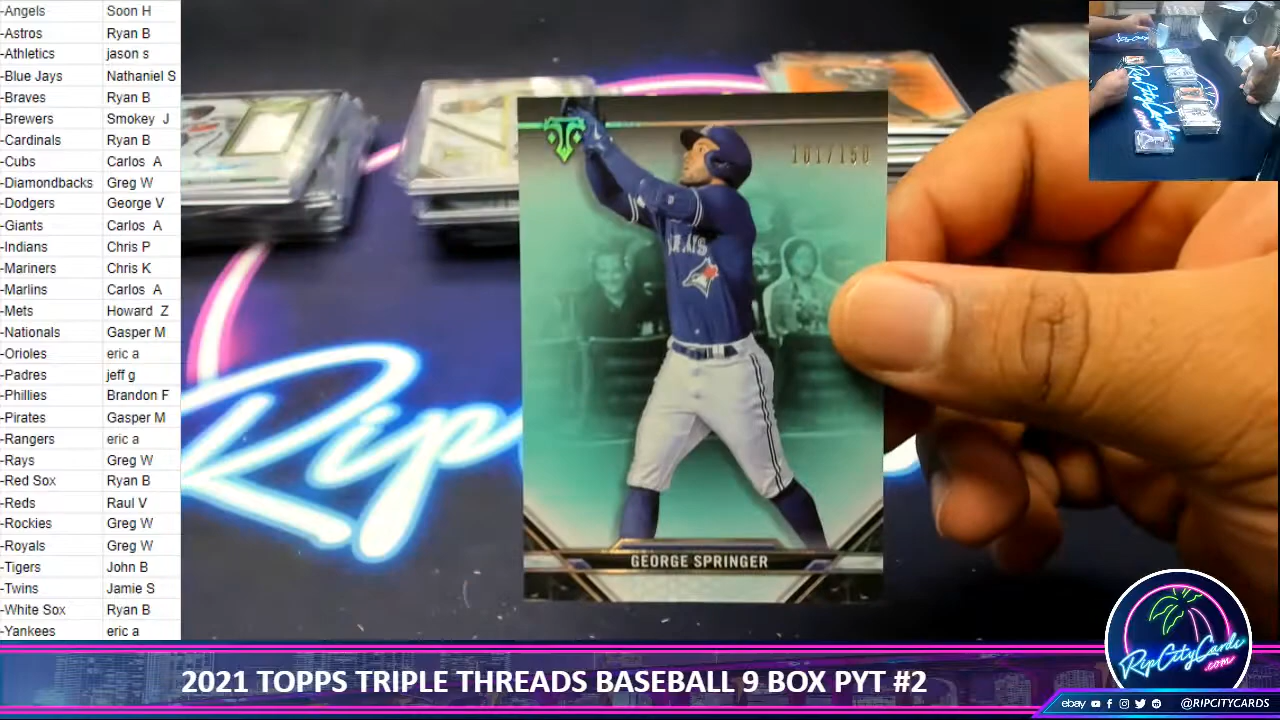 -Angels Soon H
-Astros Ryan B
-Athletics jason s
-Blue Jays Nathaniel S
-Braves Ryan B
-Brewers Smokey J
-Cardinals Ryan B
-Cubs Carlos A
-Diamondbacks Greg W
-Dodgers George V
-Giants Carlos A
-Indians Chris P
-Mariners Chris K
-Marlins Carlos A
-Mets Howard Z
-Nationals Gasper M
-Orioles eric a
-Padres jeff g
-Phillies Brandon F
-Pirates Gasper M
-Rangers eric a
-Rays Greg W
-Red Sox Ryan B
-Reds Raul V
-Rockies Greg W
-Royals Greg W
-Tigers John B
-Twins Jamie S
-White Sox Ryan B
-Yankees eric a
101/150
GEORGE SPRINGER
Rip
RipCityCards
.com
2021 TOPPS TRIPLE THREADS BASEBALL 9 BOX PYT #2
ebay @RIPCITYCARDS